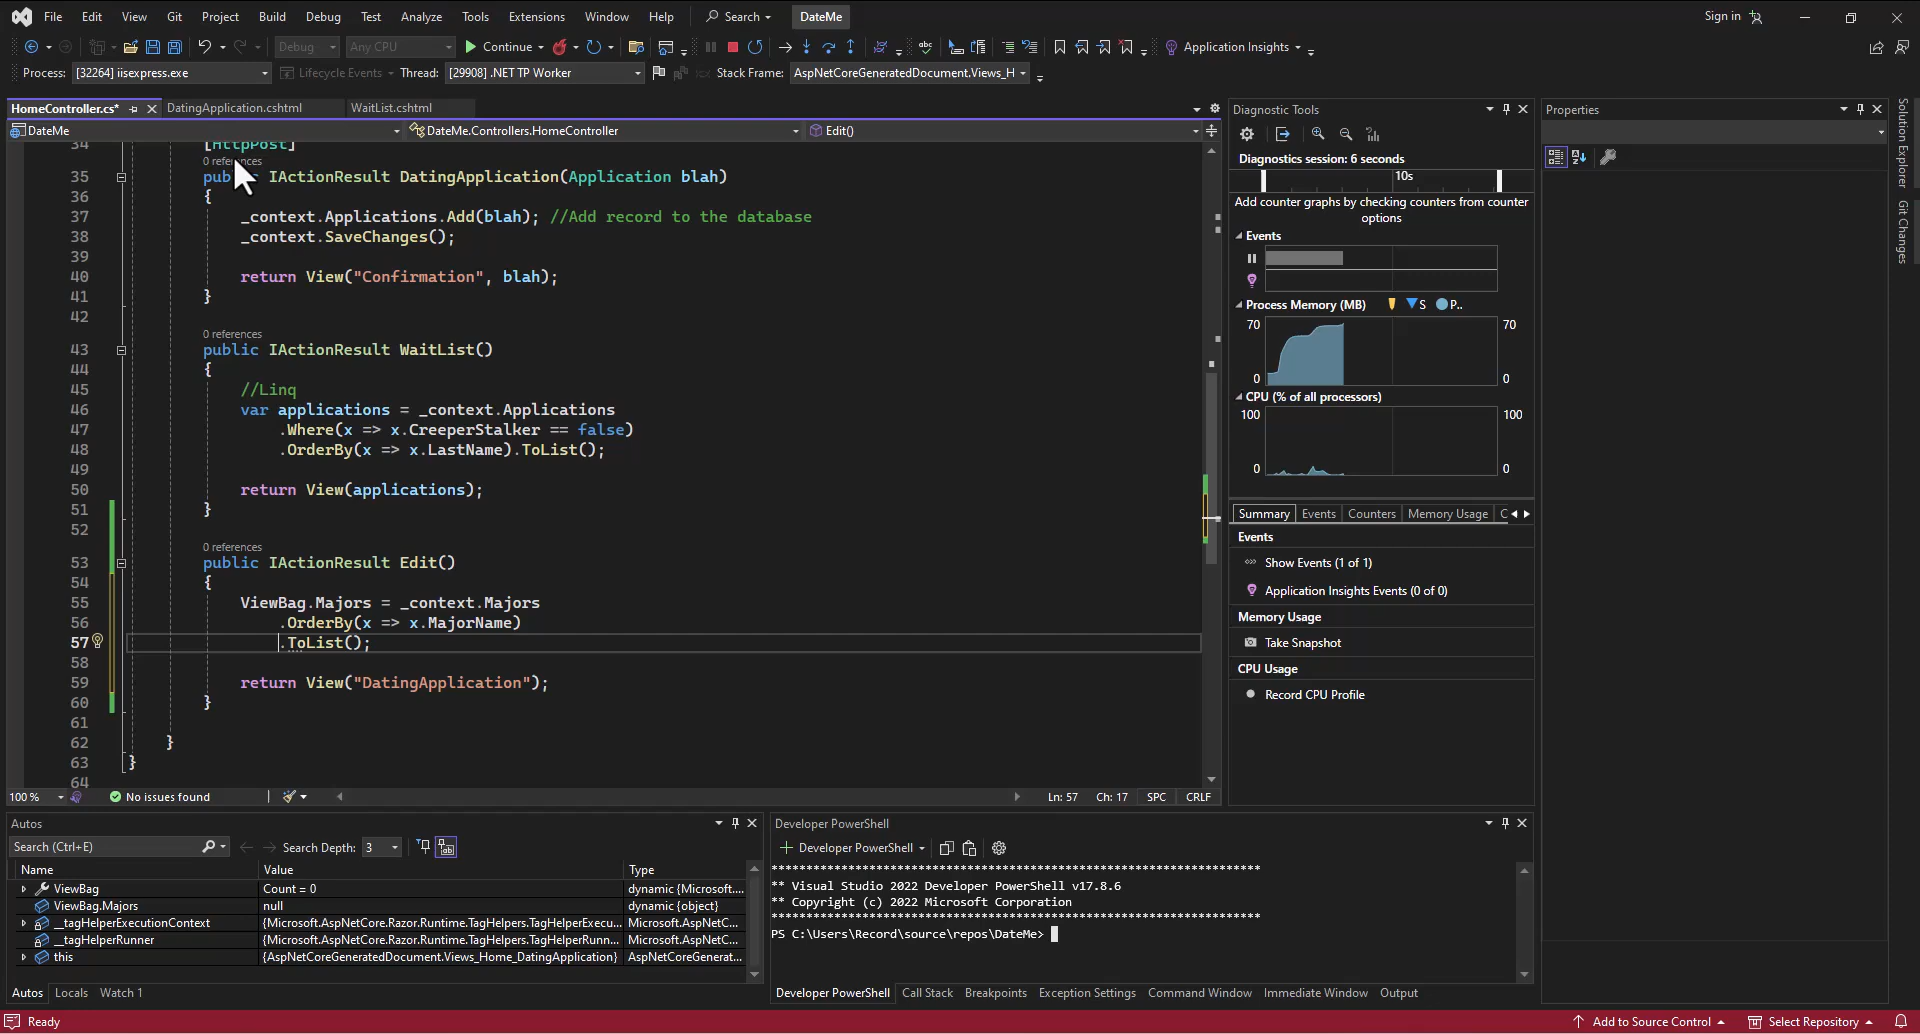 File Edit View Git Project Build Debug Test Analyze Tools Extensions Window Help Search DateMe Sign in
Debug Any CPU Continue Application Insights
Process: [32264] iisexpress.exe Lifecycle Events Thread: [29908] .NET TP Worker Stack Frame: AspNetCoreGeneratedDocument.Views_H
HomeController.cs* DatingApplication.cshtml WaitList.cshtml
DateMe DateMe.Controllers.HomeController Edit()
34 [HttpPost]
0 references
35 public IActionResult DatingApplication(Application blah)
36 {
37 _context.Applications.Add(blah); //Add record to the database
38 _context.SaveChanges();
39
40 return View("Confirmation", blah);
41 }
42
0 references
43 public IActionResult WaitList()
44 {
45 //Linq
46 var applications = _context.Applications
47 .Where(x => x.CreeperStalker == false)
48 .OrderBy(x => x.LastName).ToList();
49
50 return View(applications);
51 }
52
0 references
53 public IActionResult Edit()
54 {
55 ViewBag.Majors = _context.Majors
56 .OrderBy(x => x.MajorName)
57 .ToList();
58
59 return View("DatingApplication");
60 }
61
62 }
63 }
64
100 % No issues found Ln: 57 Ch: 17 SPC CRLF
Diagnostic Tools
Diagnostics session: 6 seconds
10s
Add counter graphs by checking counters from counter
options
Events
Process Memory (MB) S P..
70 70
0 0
CPU (% of all processors)
100 100
0 0
Summary Events Counters Memory Usage C
Events
Show Events (1 of 1)
Application Insights Events (0 of 0)
Memory Usage
Take Snapshot
CPU Usage
Record CPU Profile
Properties
Solution Explorer
Git Changes
Autos
Search (Ctrl+E) Search Depth: 3
Name Value Type
ViewBag Count = 0 dynamic {Microsoft....
ViewBag.Majors null dynamic {object}
__tagHelperExecutionContext {Microsoft.AspNetCore.Razor.Runtime.TagHelpers.TagHelperExecu... Microsoft.AspNetC...
__tagHelperRunner {Microsoft.AspNetCore.Razor.Runtime.TagHelpers.TagHelperRunn... Microsoft.AspNetC...
this {AspNetCoreGeneratedDocument.Views_Home_DatingApplication} AspNetCoreGenerat...
Autos Locals Watch 1
Developer PowerShell
Developer PowerShell
**********************************************************************
** Visual Studio 2022 Developer PowerShell v17.8.6
** Copyright (c) 2022 Microsoft Corporation
**********************************************************************
PS C:\Users\Record\source\repos\DateMe>
Developer PowerShell Call Stack Breakpoints Exception Settings Command Window Immediate Window Output
Ready Add to Source Control Select Repository